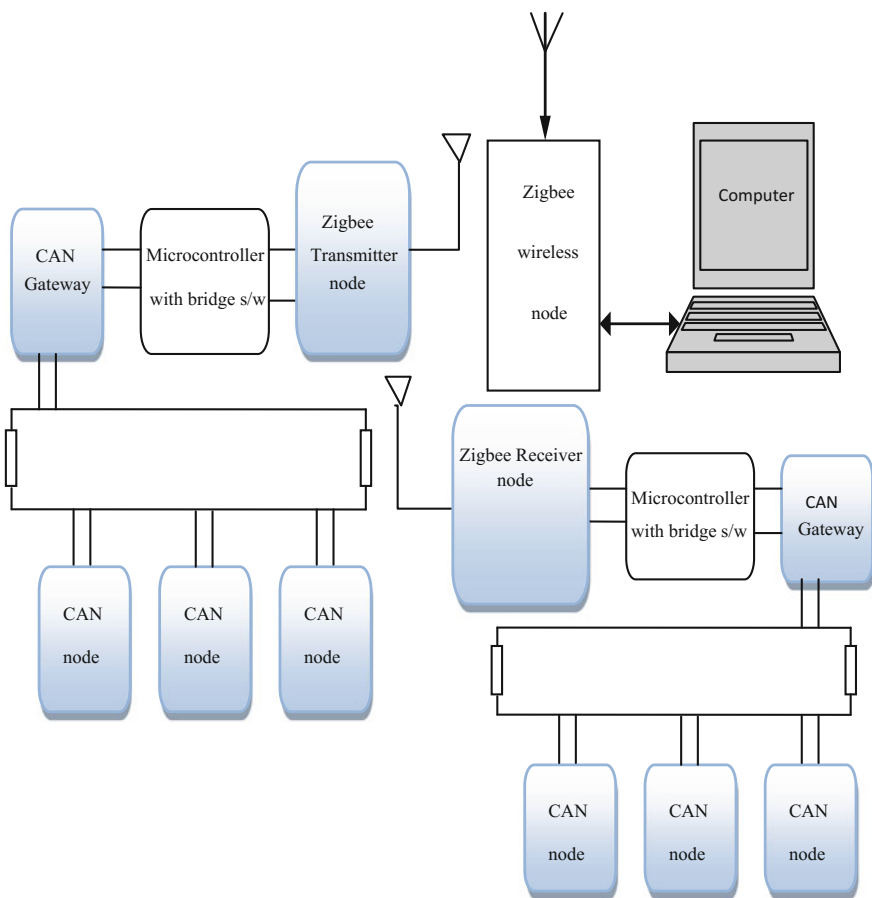 Zigbee
wireless
node
Computer
CAN
Gateway
Microcontroller
with bridge s/w
Zigbee
Transmitter
node
Zigbee Receiver
node
Microcontroller
with bridge s/w
CAN
Gateway
CAN
node
CAN
node
CAN
node
CAN
node
CAN
node
CAN
node